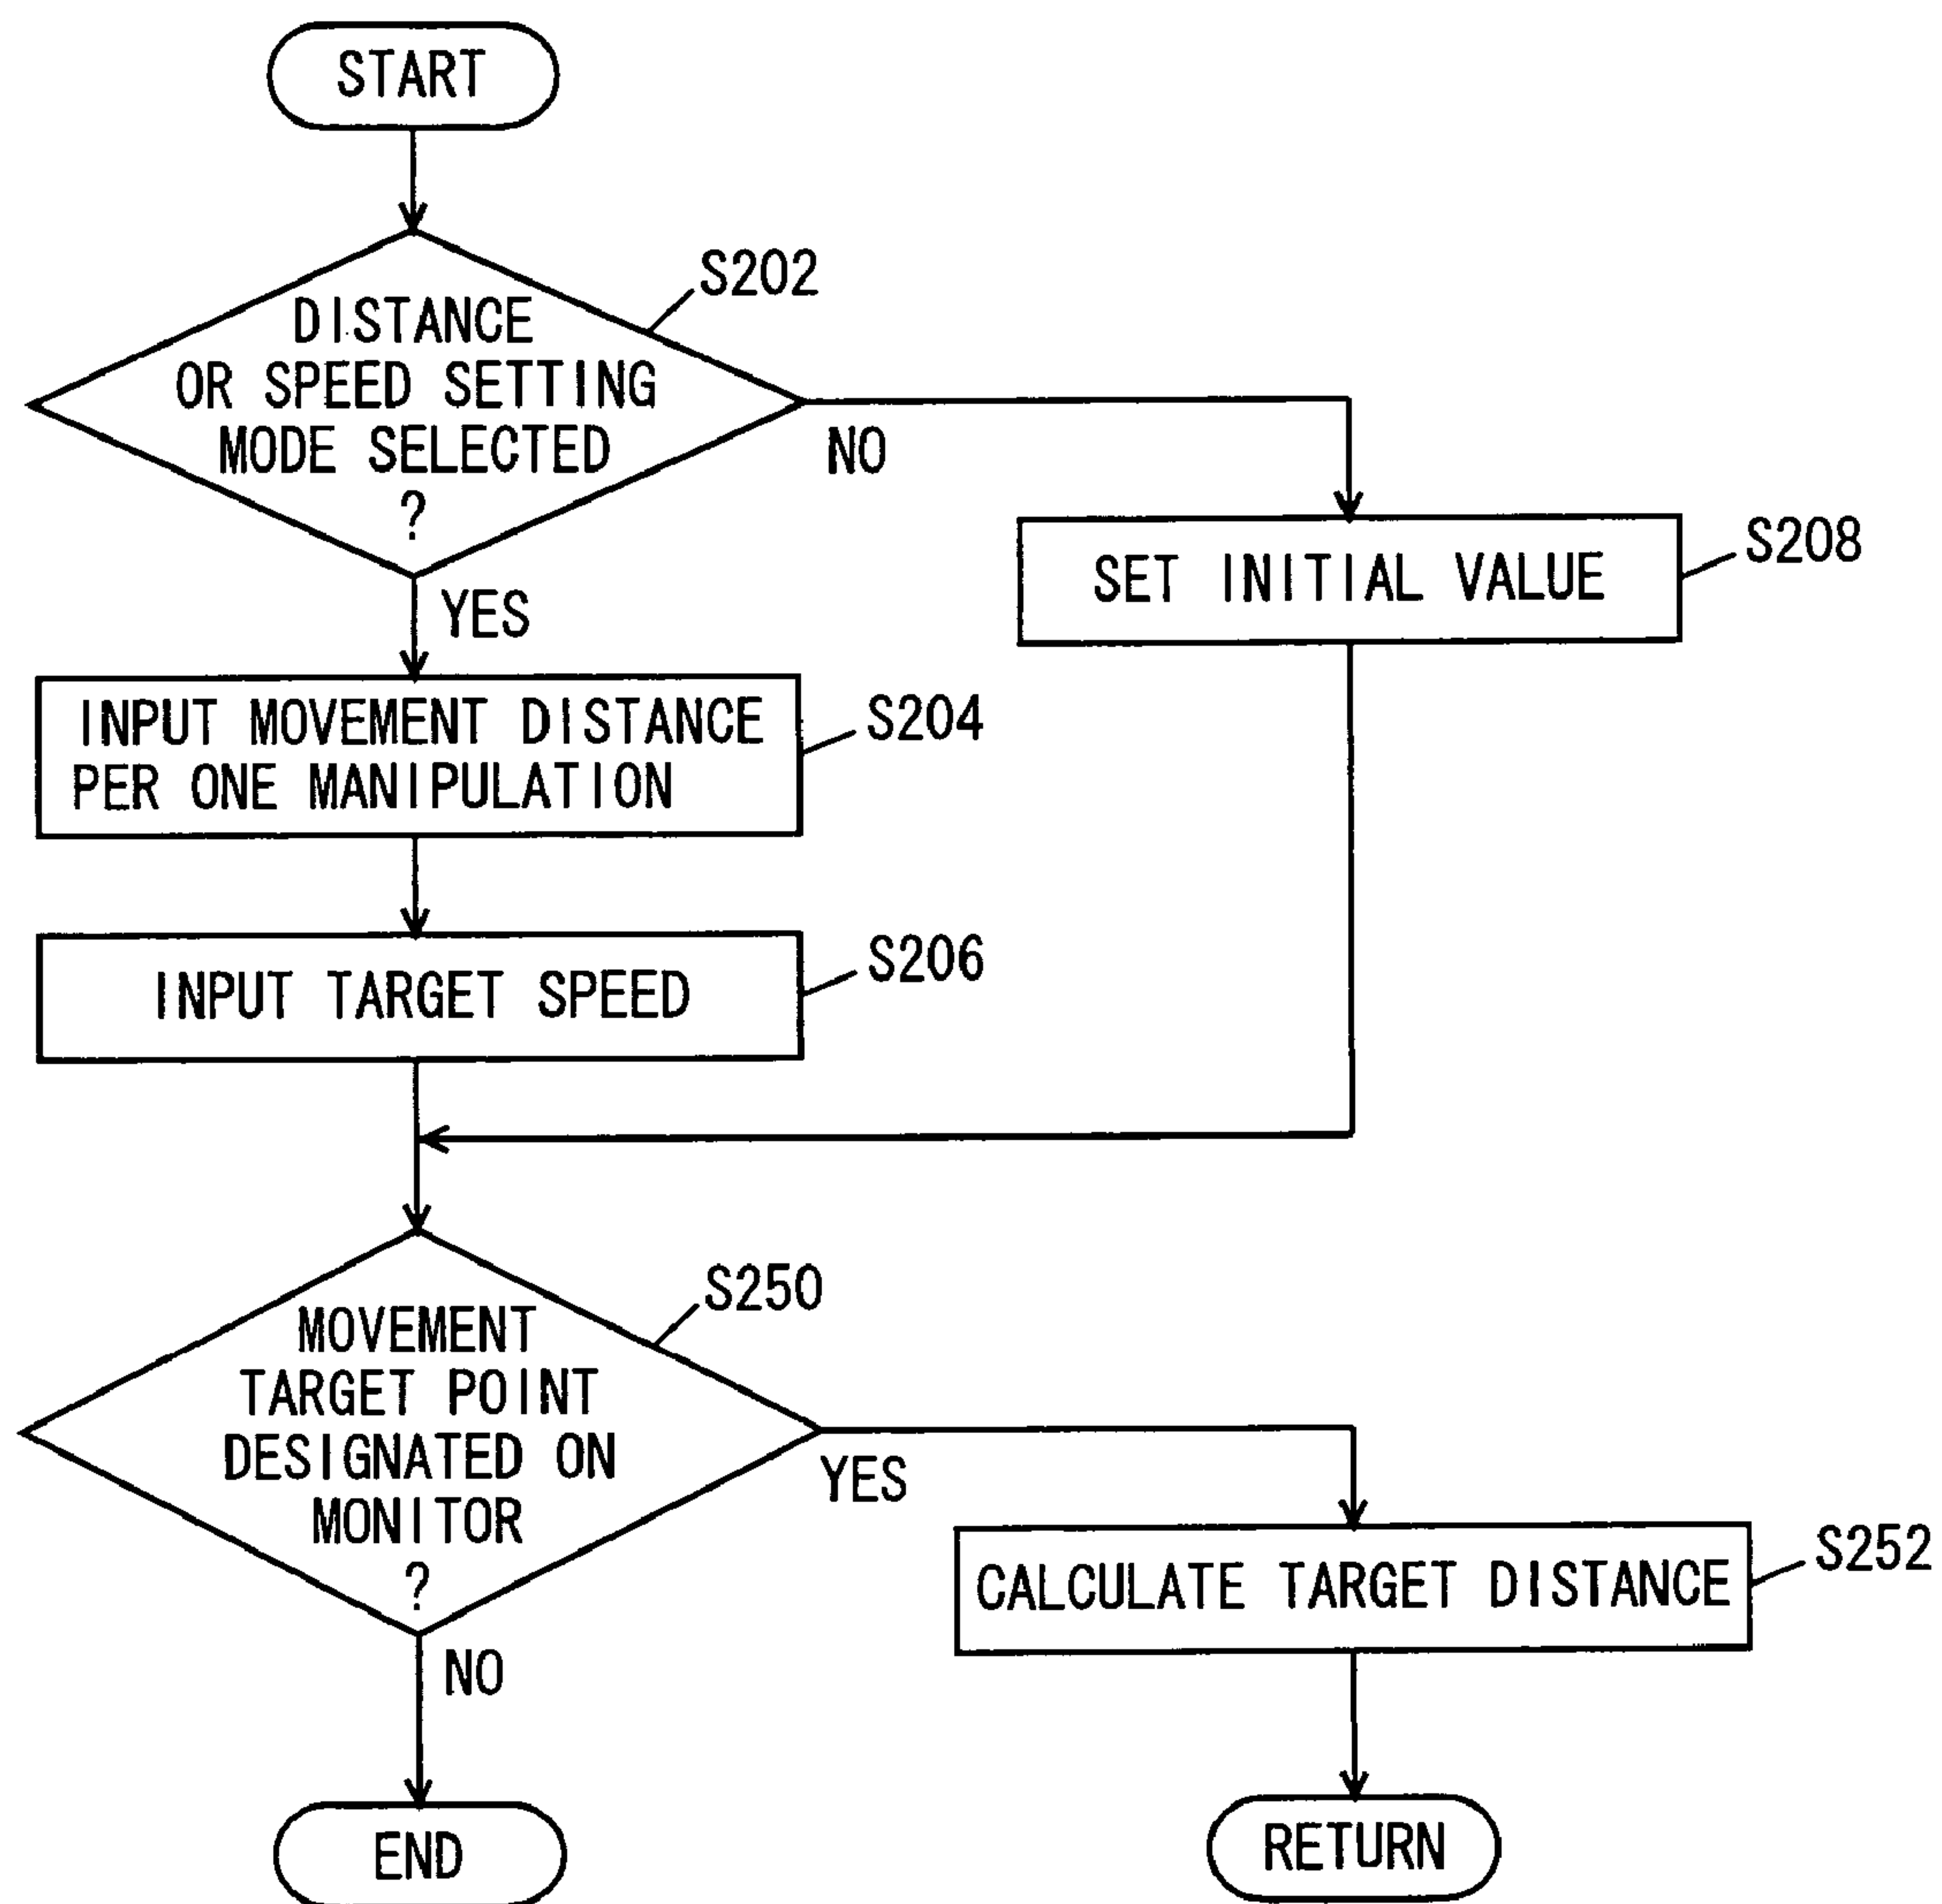 START
S202
DISTANCE
OR SPEED SETTING
MODE SELECTED
?
NO
S208
SET INITIAL VALUE
YES
S204
INPUT MOVEMENT DISTANCE
PER ONE MANIPULATION
S206
INPUT TARGET SPEED
S250
MOVEMENT
TARGET POINT
DESIGNATED ON
MONITOR
?
YES
S252
CALCULATE TARGET DISTANCE
NO
END
RETURN